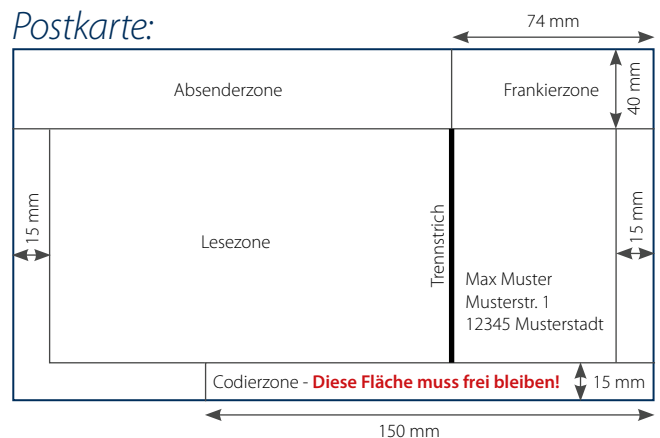 Postkarte:
74 mm
Absenderzone
Frankierzone
40 mm
15 mm
Lesezone
Trennstrich
15 mm
Max Muster
Musterstr. 1
12345 Musterstadt
Codierzone - Diese Fläche muss frei bleiben!
15 mm
150 mm